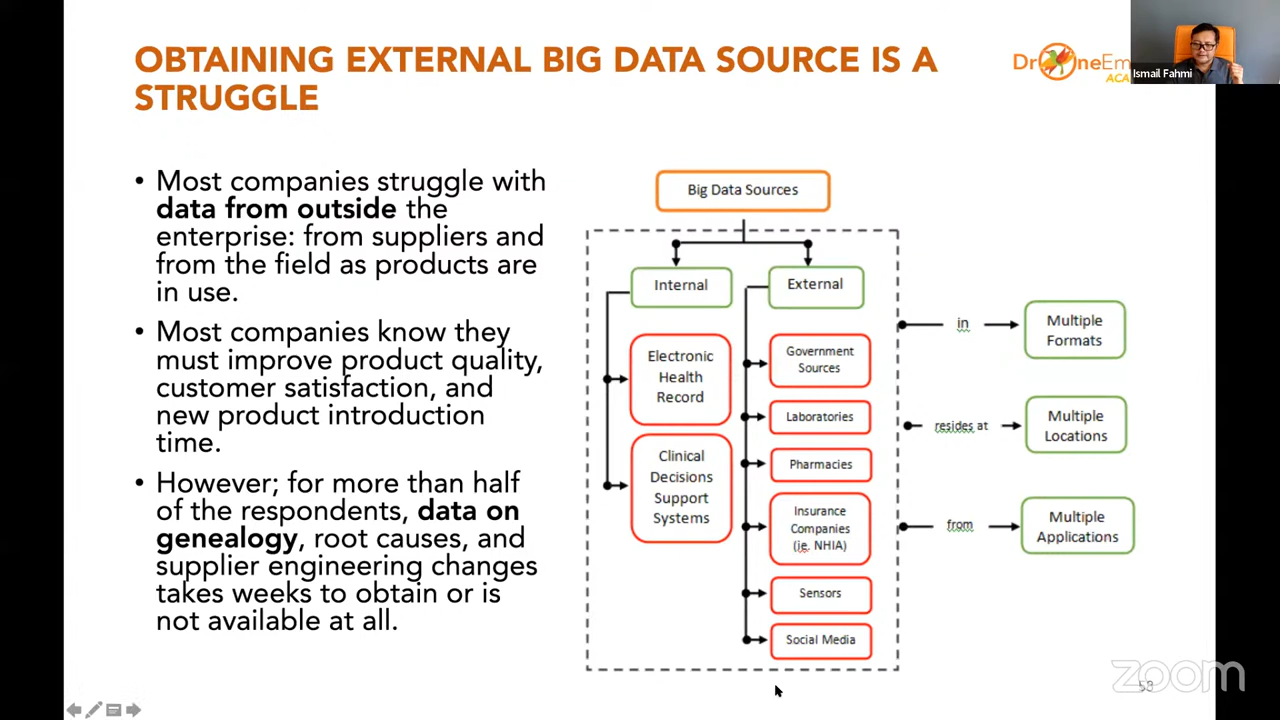 OBTAINING EXTERNAL BIG DATA SOURCE IS A
STRUGGLE
DroneEm
ACA
Ismail Fahmi
• Most companies struggle with
data from outside the
enterprise: from suppliers and
from the field as products are
in use.
• Most companies know they
must improve product quality,
customer satisfaction, and
new product introduction
time.
• However; for more than half
of the respondents, data on
genealogy, root causes, and
supplier engineering changes
takes weeks to obtain or is
not available at all.
Big Data Sources
Internal
External
Electronic
Health
Record
Clinical
Decisions
Support
Systems
Government
Sources
Laboratories
Pharmacies
Insurance
Companies
(ie. NHIA)
Sensors
Social Media
in
Multiple
Formats
resides at
Multiple
Locations
from
Multiple
Applications
zoom